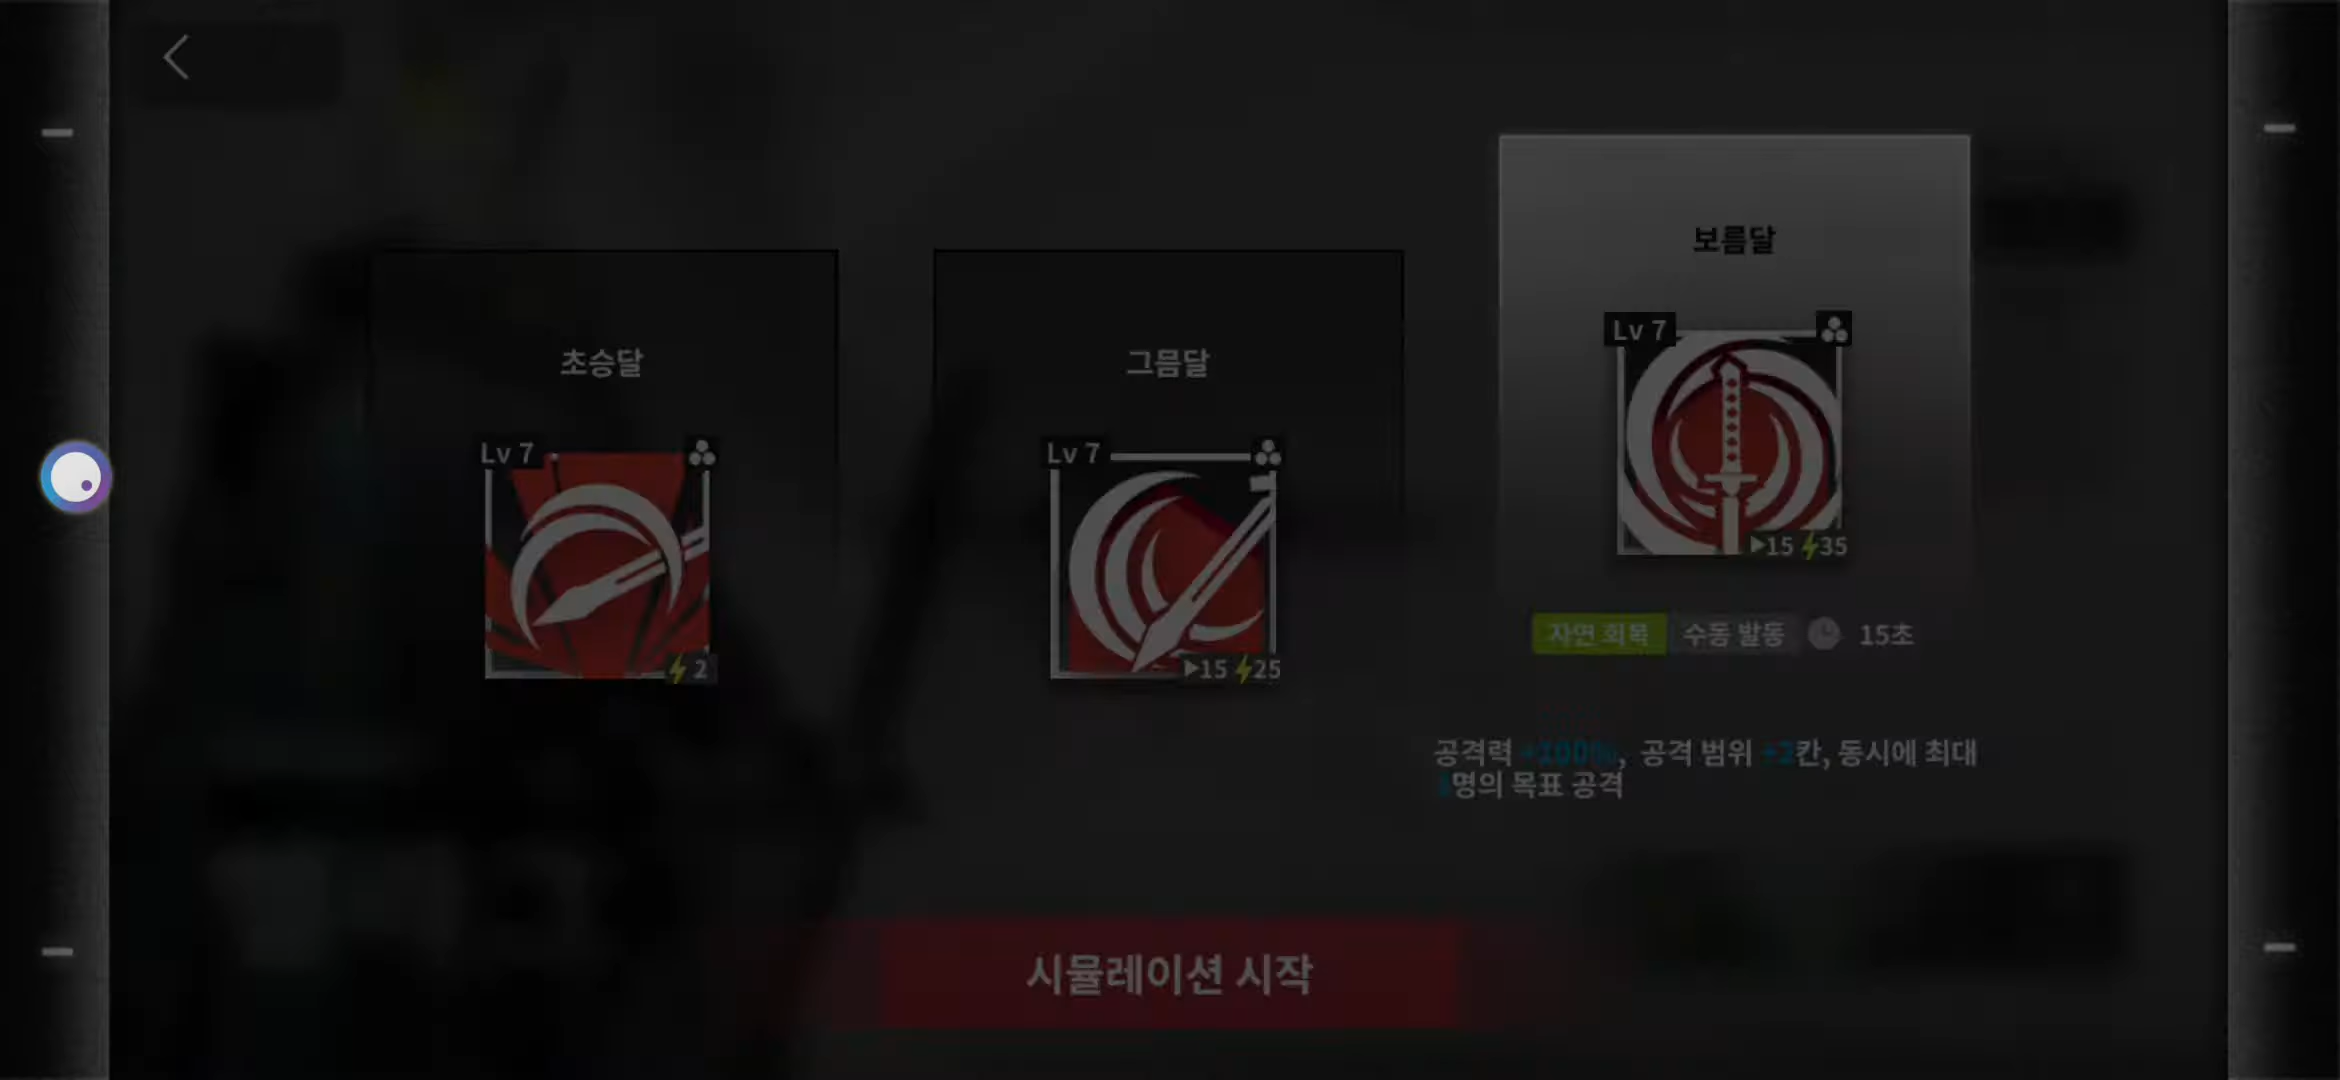 보름달
초승달
그믐달
Lv 7
Lv 7
Lv 7
2
15 25
15 35
자연 회복 수동 발동 15초
공격력 +100%, 공격 범위 +2칸, 동시에 최대
명의 목표 공격
시뮬레이션 시작